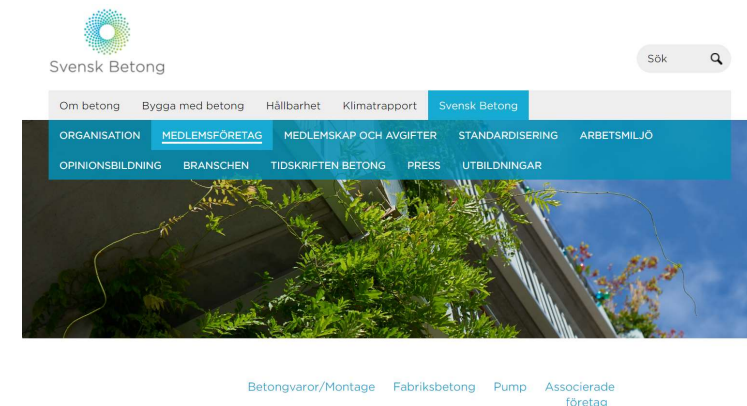 Svensk Betong
Sök
Om betong Bygga med betong Hållbarhet Klimatrapport Svensk Betong
ORGANISATION MEDLEMSFÖRETAG MEDLEMSKAP OCH AVGIFTER STANDARDISERING ARBETSMILJÖ
OPINIONSBILDNING BRANSCHEN TIDSKRIFTEN BETONG PRESS UTBILDNINGAR
Betongvaror/Montage Fabriksbetong Pump Associerade
företag